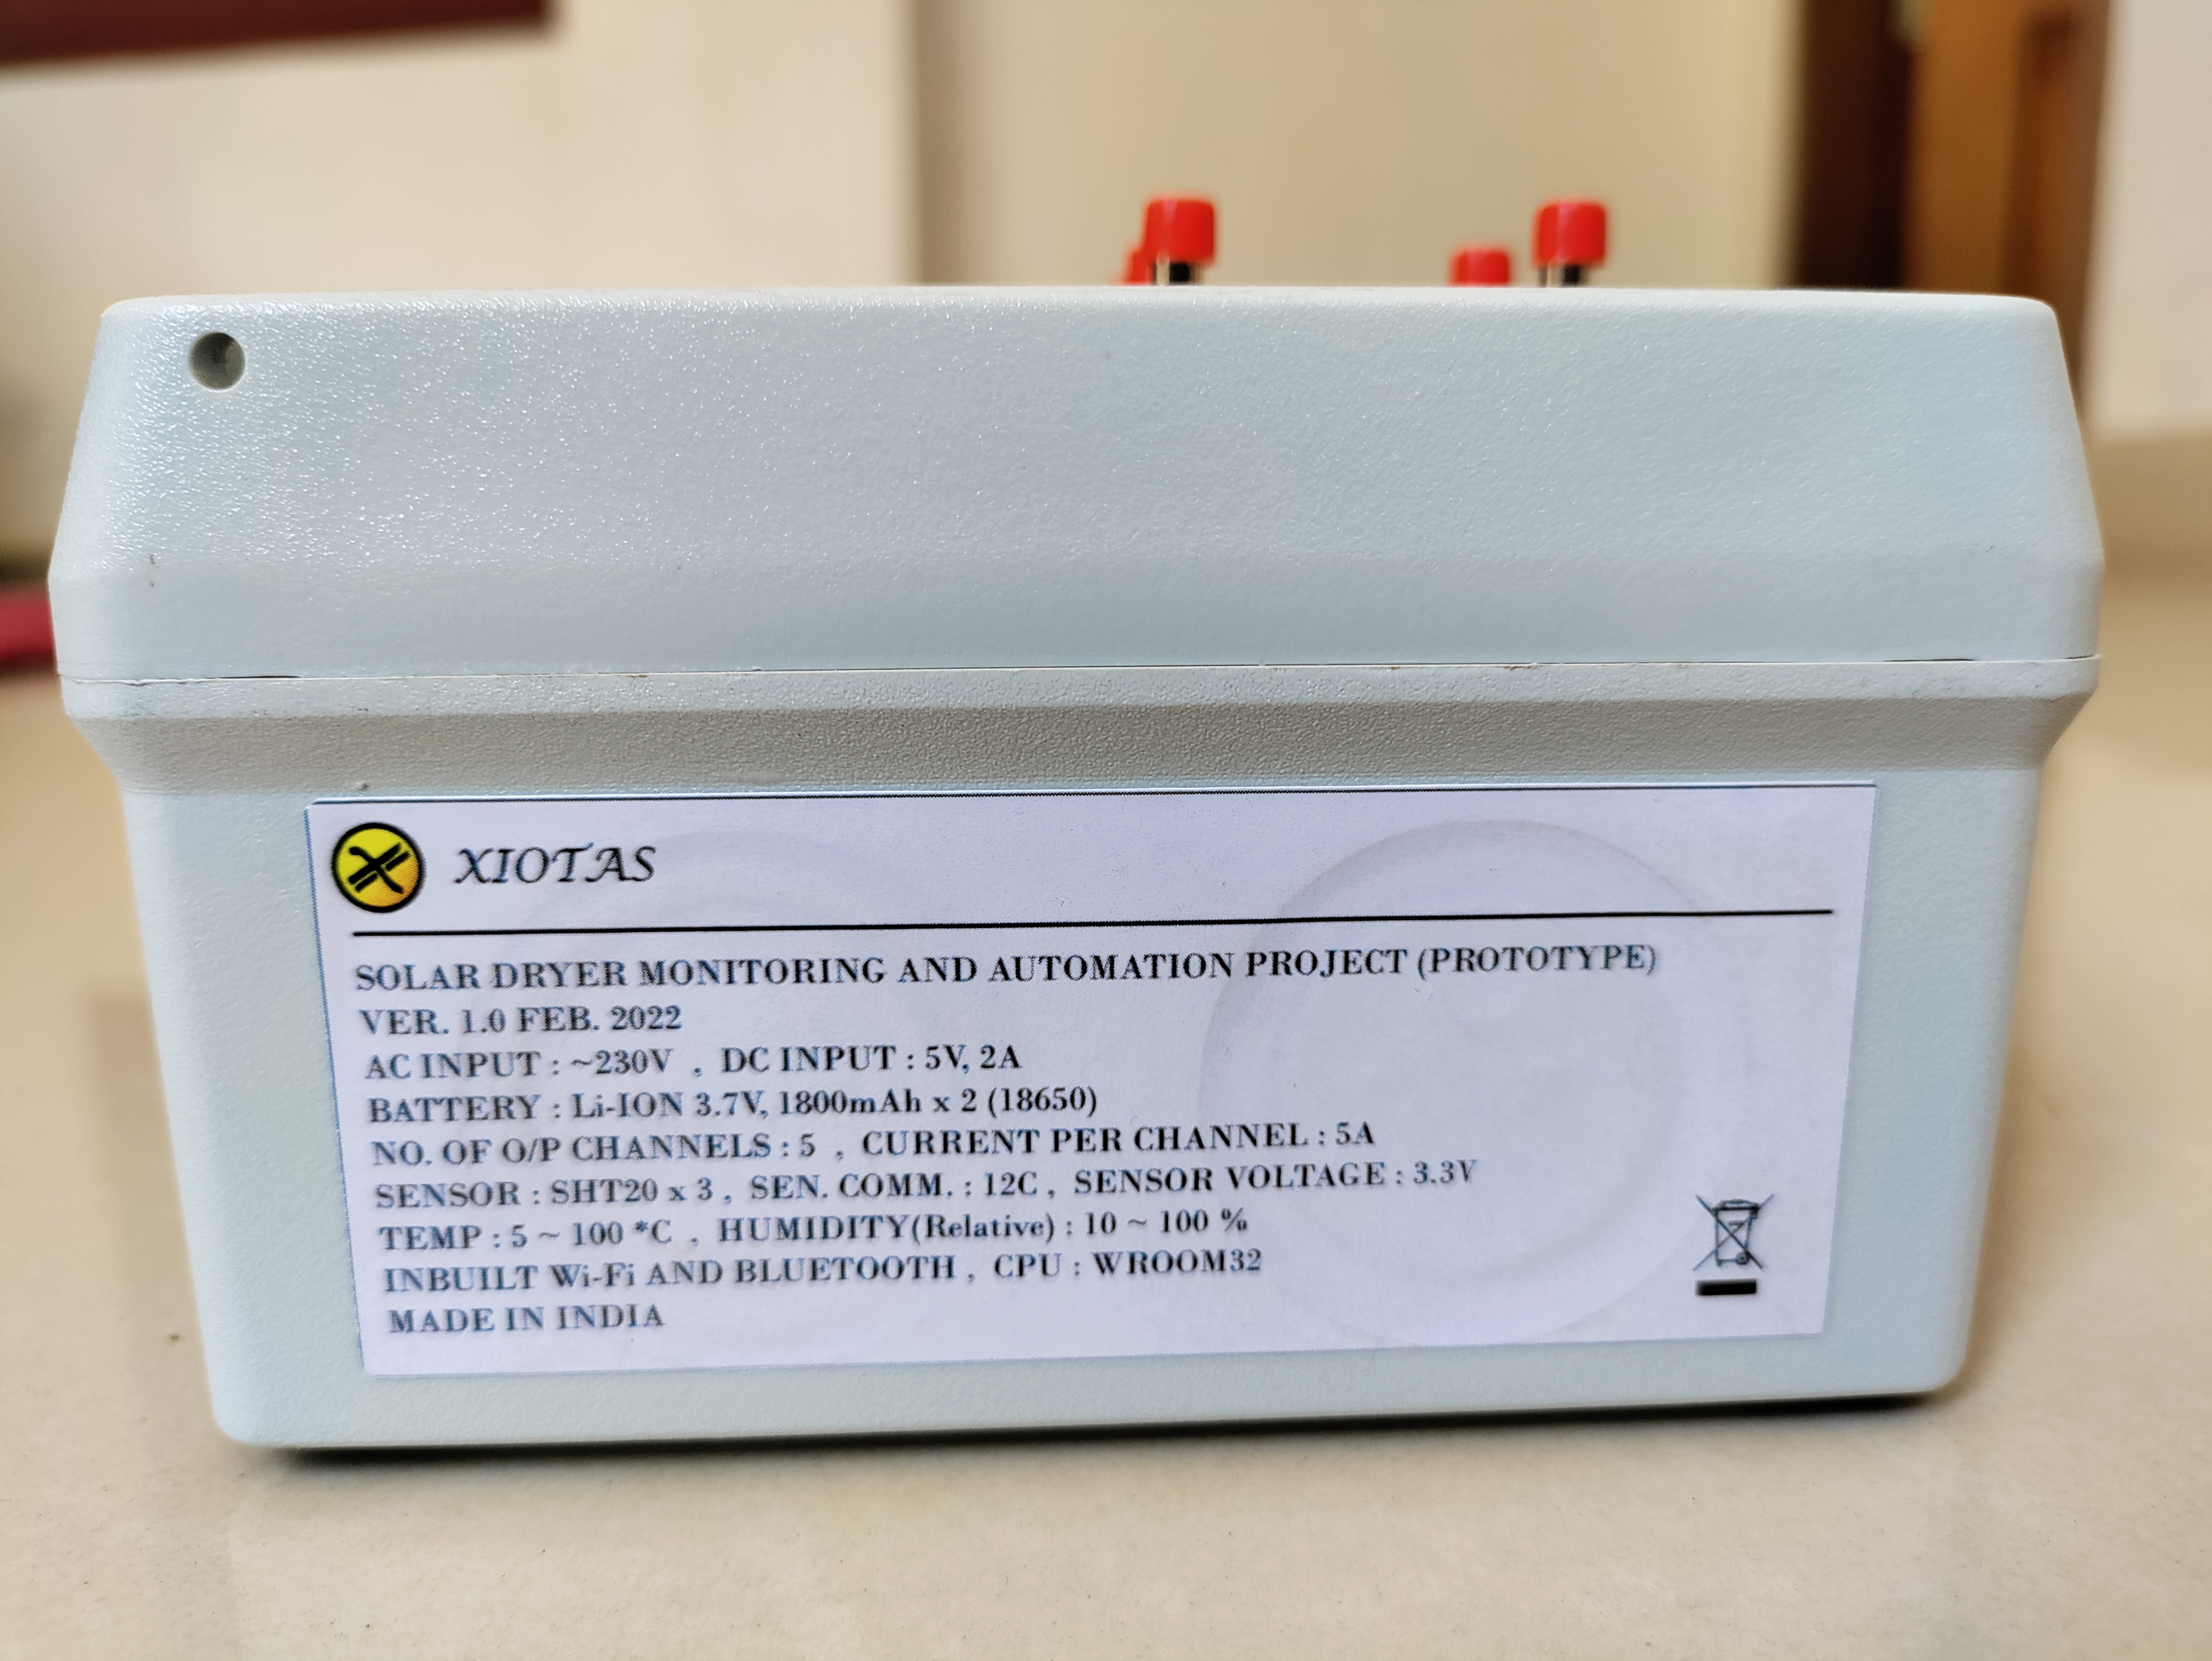 XIOTAS
SOLAR DRYER MONITORING AND AUTOMATION PROJECT (PROTOTYPE)
VER. 1.0 FEB. 2022
AC INPUT : ~230V , DC INPUT : 5V, 2A
BATTERY : Li-ION 3.7V, 1800mAh x 2 (18650)
NO. OF O/P CHANNELS : 5 , CURRENT PER CHANNEL : 5A
SENSOR : SHT20 x 3 , SEN. COMM. : 12C , SENSOR VOLTAGE : 3.3V
TEMP : 5 ~ 100 *C , HUMIDITY(Relative) : 10 ~ 100 %
INBUILT Wi-Fi AND BLUETOOTH , CPU : WROOM32
MADE IN INDIA